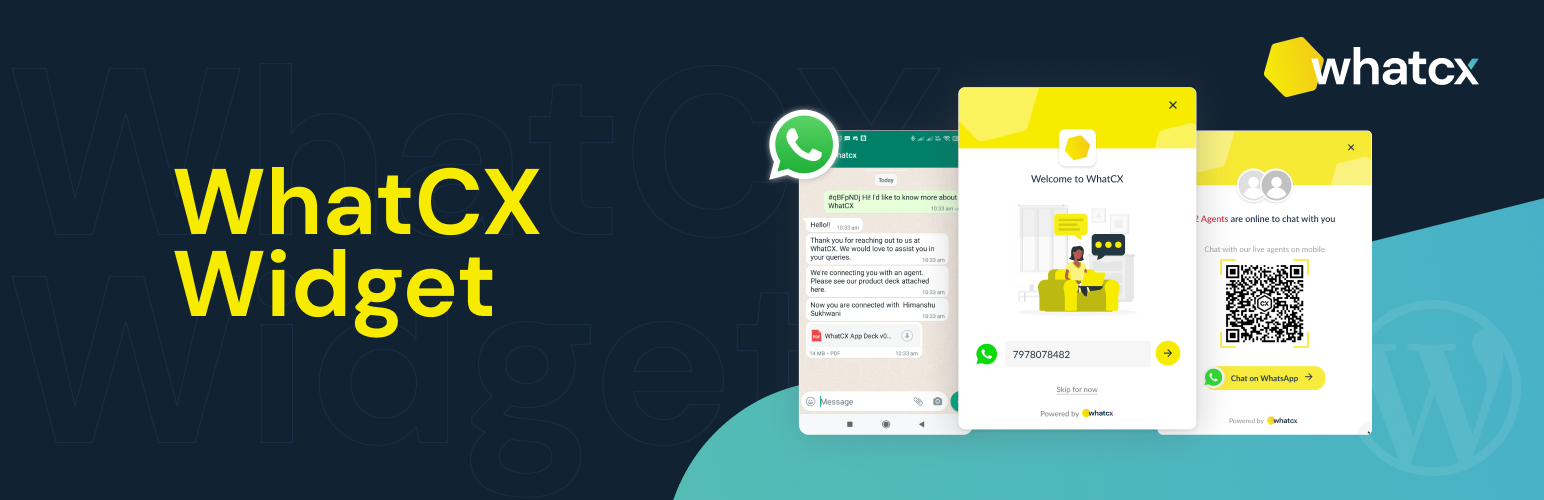 WhatCX
Widget
WhatCX
Widget
whatcx
Today
#qBFpNDj Hi! I'd like to know more about
WhatCX
10:33 am
Hello!! 10:33 am
Thank you for reaching out to us at
WhatCX. We would love to assist you in
your queries. 10:33 am
We're connecting you with an agent.
Please see our product deck attached
here. 10:33 am
Now you are connected with Himanshu
Sukhwani 10:33 am
PDF WhatCX App Deck v0...
14 MB • PDF 10:33 am
Message
Welcome to WhatCX
7978078482
Skip for now
Powered by whatcx
2 Agents are online to chat with you
Chat with our live agents on mobile
CX
Chat on WhatsApp
Powered by whatcx